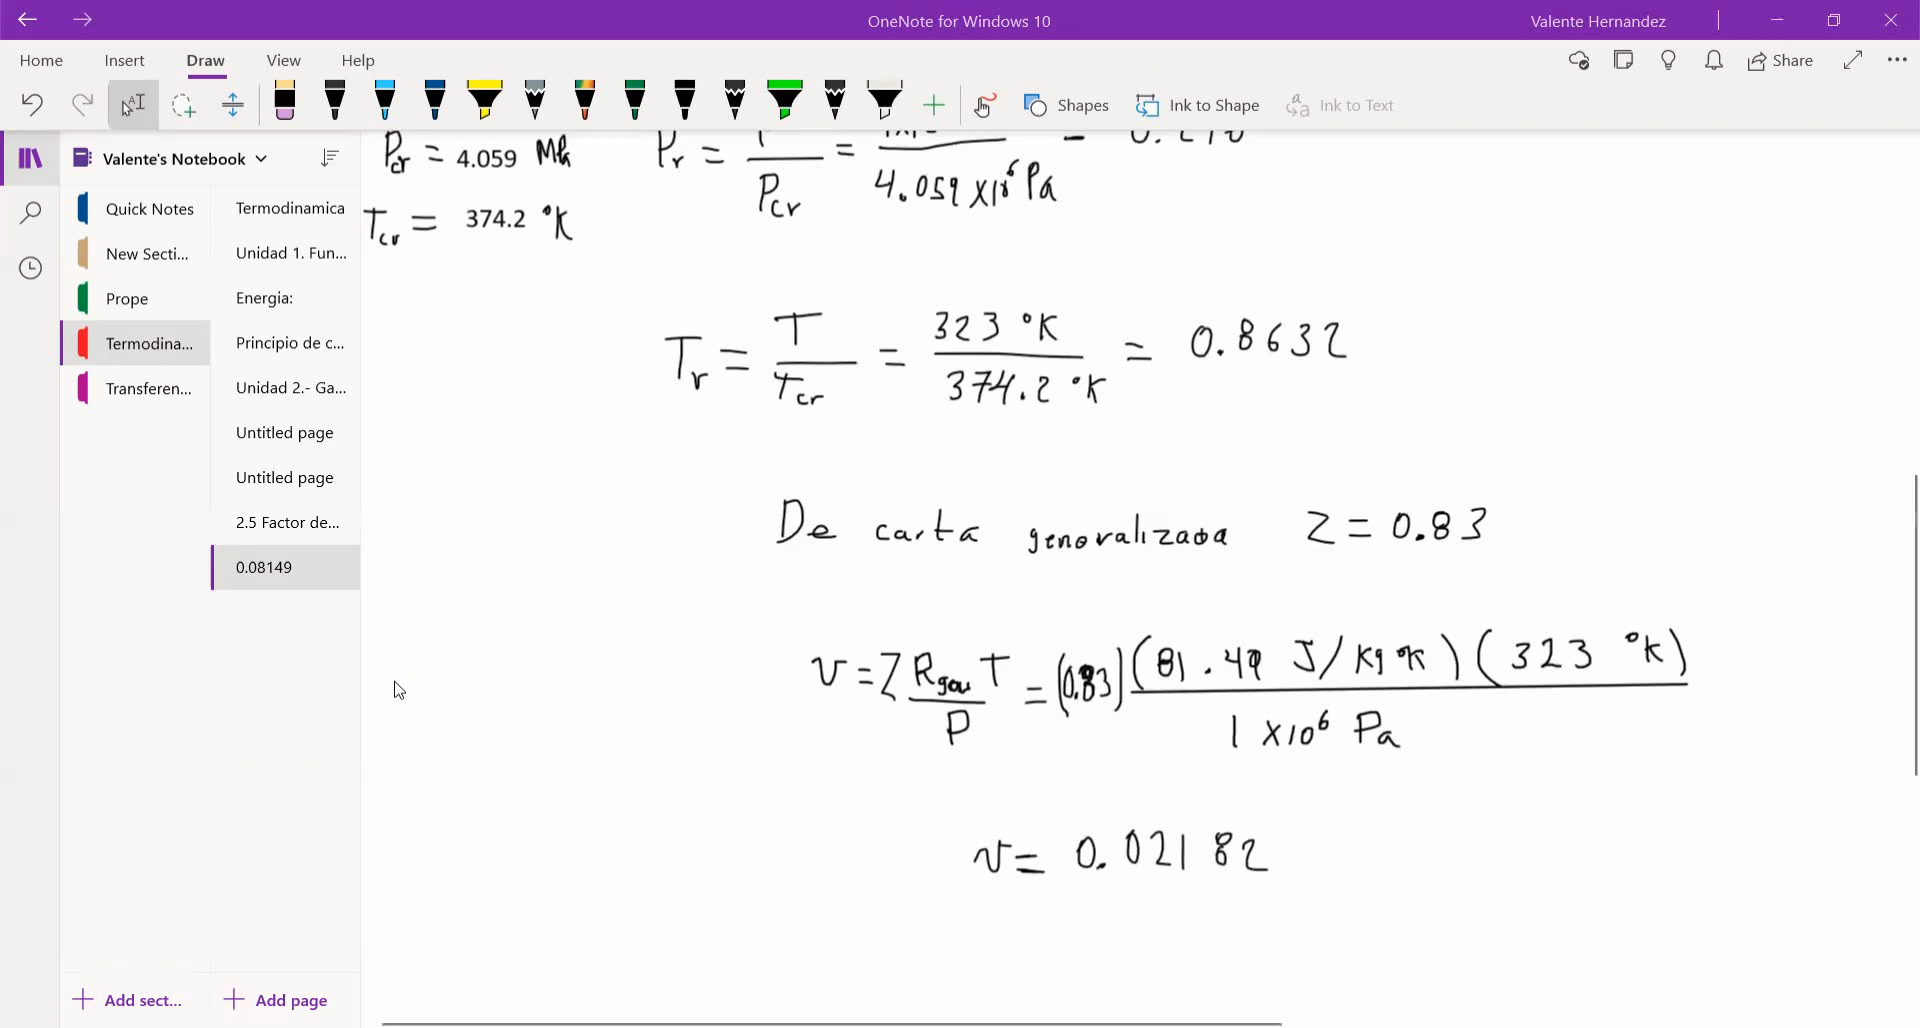 OneNote for Windows 10
Valente Hernandez
Home Insert Draw View Help
Share
Shapes Ink to Shape Ink to Text
Valente's Notebook
Quick Notes
New Secti...
Prope
Termodina...
Transferen...
Termodinamica
Unidad 1. Fun...
Energia:
Principio de c...
Unidad 2.- Ga...
Untitled page
Untitled page
2.5 Factor de...
0.08149
Add sect...
Add page
Pcr = 4.059 MPa
Pr = / Pcr = / 4.059 x10⁶ Pa =
Tcr = 374.2 °K
Tr = T / Tcr = 323 °K / 374.2 °K = 0.8632
De carta generalizada Z = 0.83
v = Z Rgas T / P = (0.83) (81.49 J/kg °K) (323 °K) / 1 x10⁶ Pa
v = 0.02182